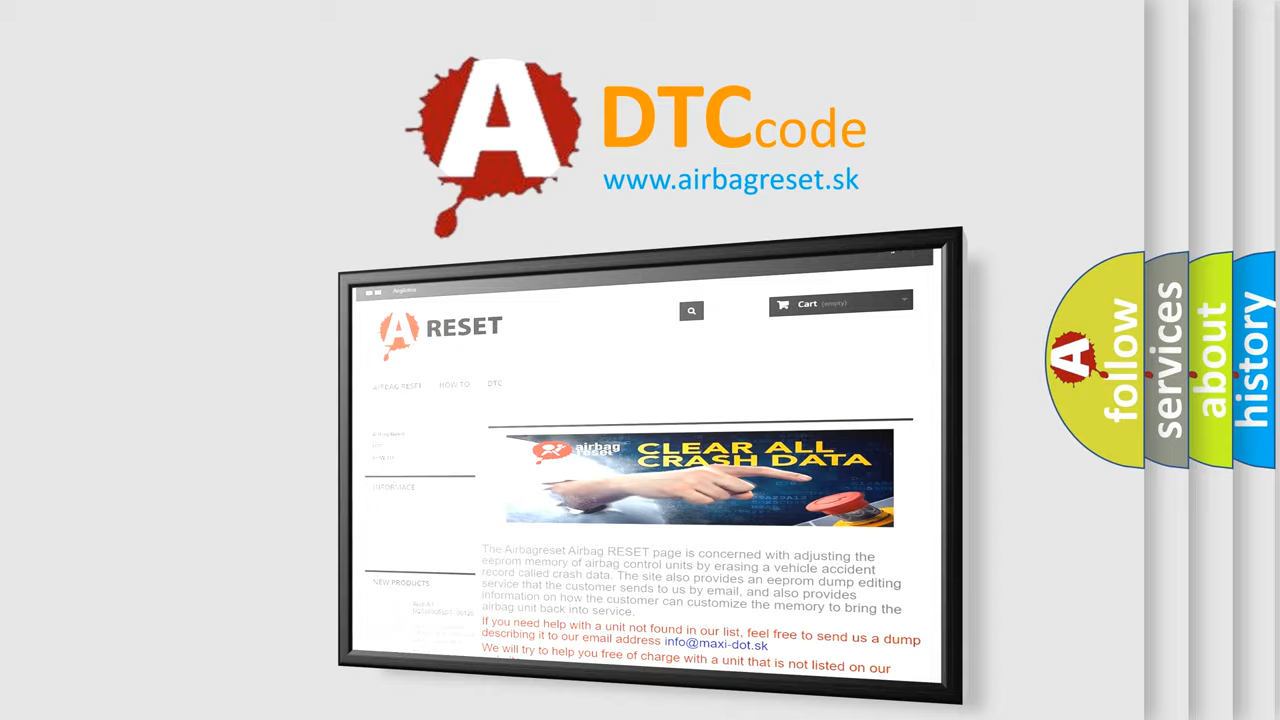 A
DTCcode
www.airbagreset.sk
A RESET
Cart (empty)
AIRBAG RESET HOW TO DTC
INFORMACE
NEW PRODUCTS
airbag
reset
CLEAR ALL
CRASH DATA
The Airbagreset Airbag RESET page is concerned with adjusting the
eeprom memory of airbag control units by erasing a vehicle accident
record called crash data. The site also provides an eeprom dump editing
service that the customer sends to us by email, and also provides
information on how the customer can customize the memory to bring the
airbag unit back into service.
If you need help with a unit not found in our list, feel free to send us a dump
describing it to our email address info@maxi-dot.sk
We will try to help you free of charge with a unit that is not listed on our
A follow
services
about
history